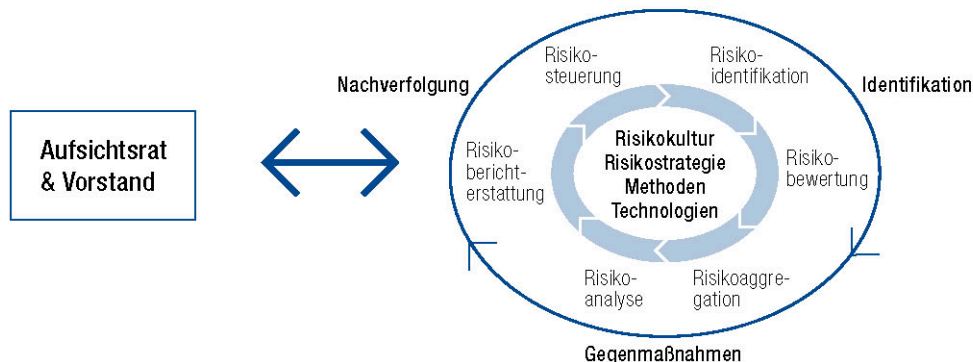 Aufsichtsrat
& Vorstand
Nachverfolgung
Identifikation
Gegenmaßnahmen
Risiko-
steuerung
Risiko-
identifikation
Risiko-
bewertung
Risikoaggre-
gation
Risiko-
analyse
Risiko-
bericht-
erstattung
Risikokultur
Risikostrategie
Methoden
Technologien